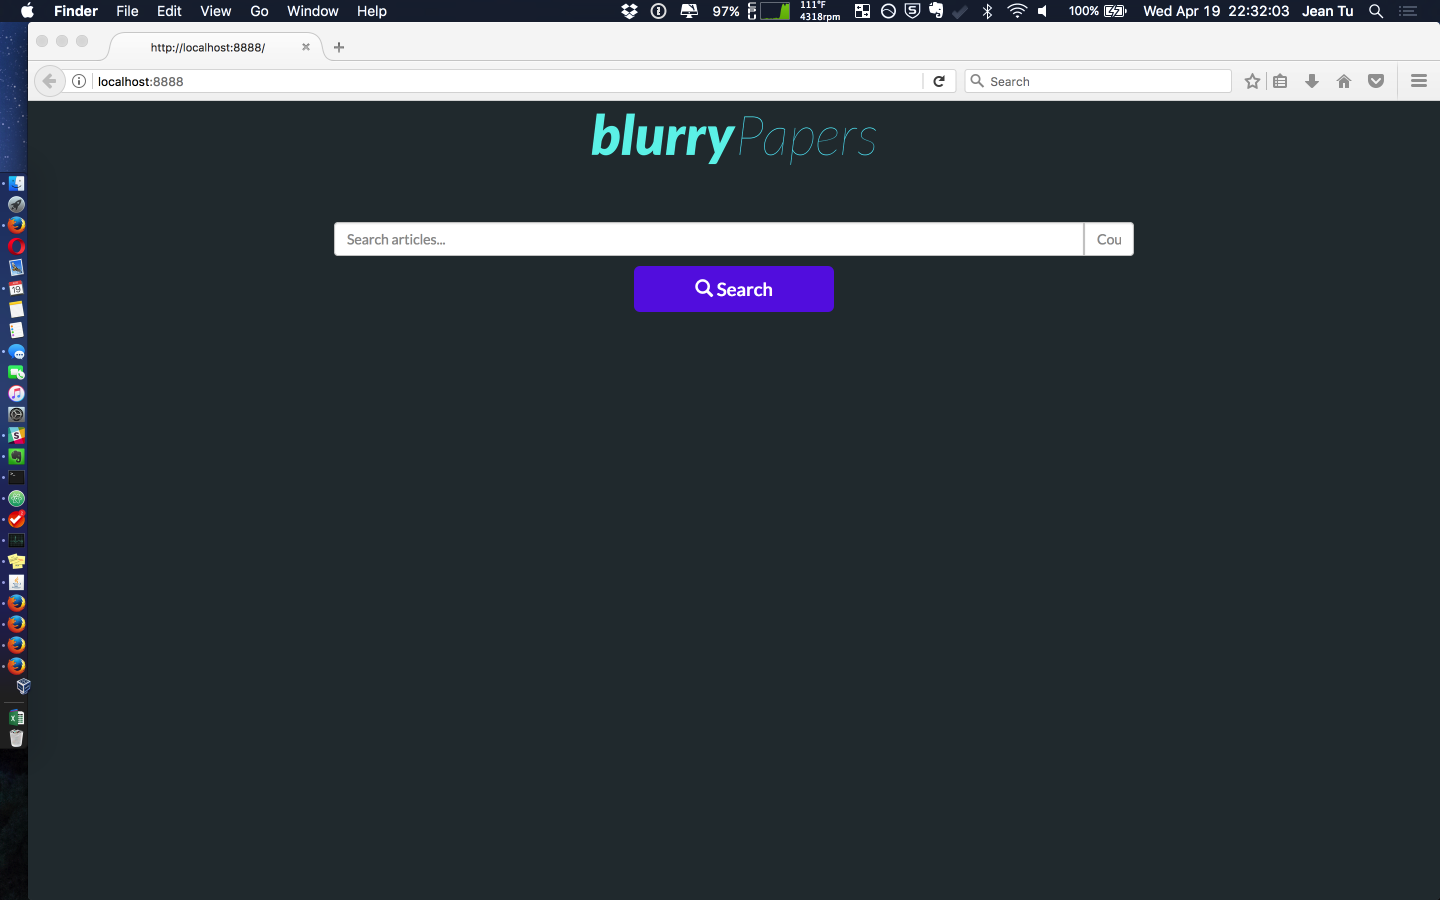 Finder File Edit View Go Window Help 97% 111°F 4318rpm 100% Wed Apr 19 22:32:03 Jean Tu
http://localhost:8888/
localhost:8888 Search
blurryPapers
Search articles... Cou
Search